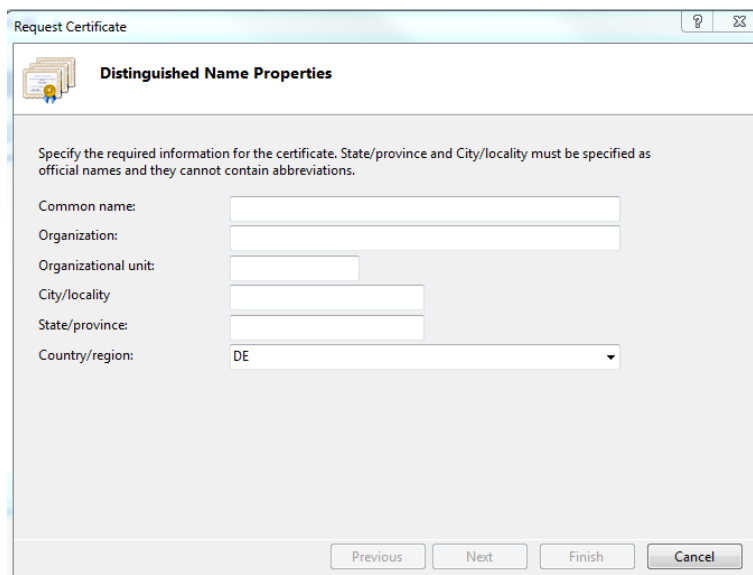 Request Certificate
Distinguished Name Properties
Specify the required information for the certificate. State/province and City/locality must be specified as
official names and they cannot contain abbreviations.
Common name:
Organization:
Organizational unit:
City/locality
State/province:
Country/region: DE
Previous Next Finish Cancel